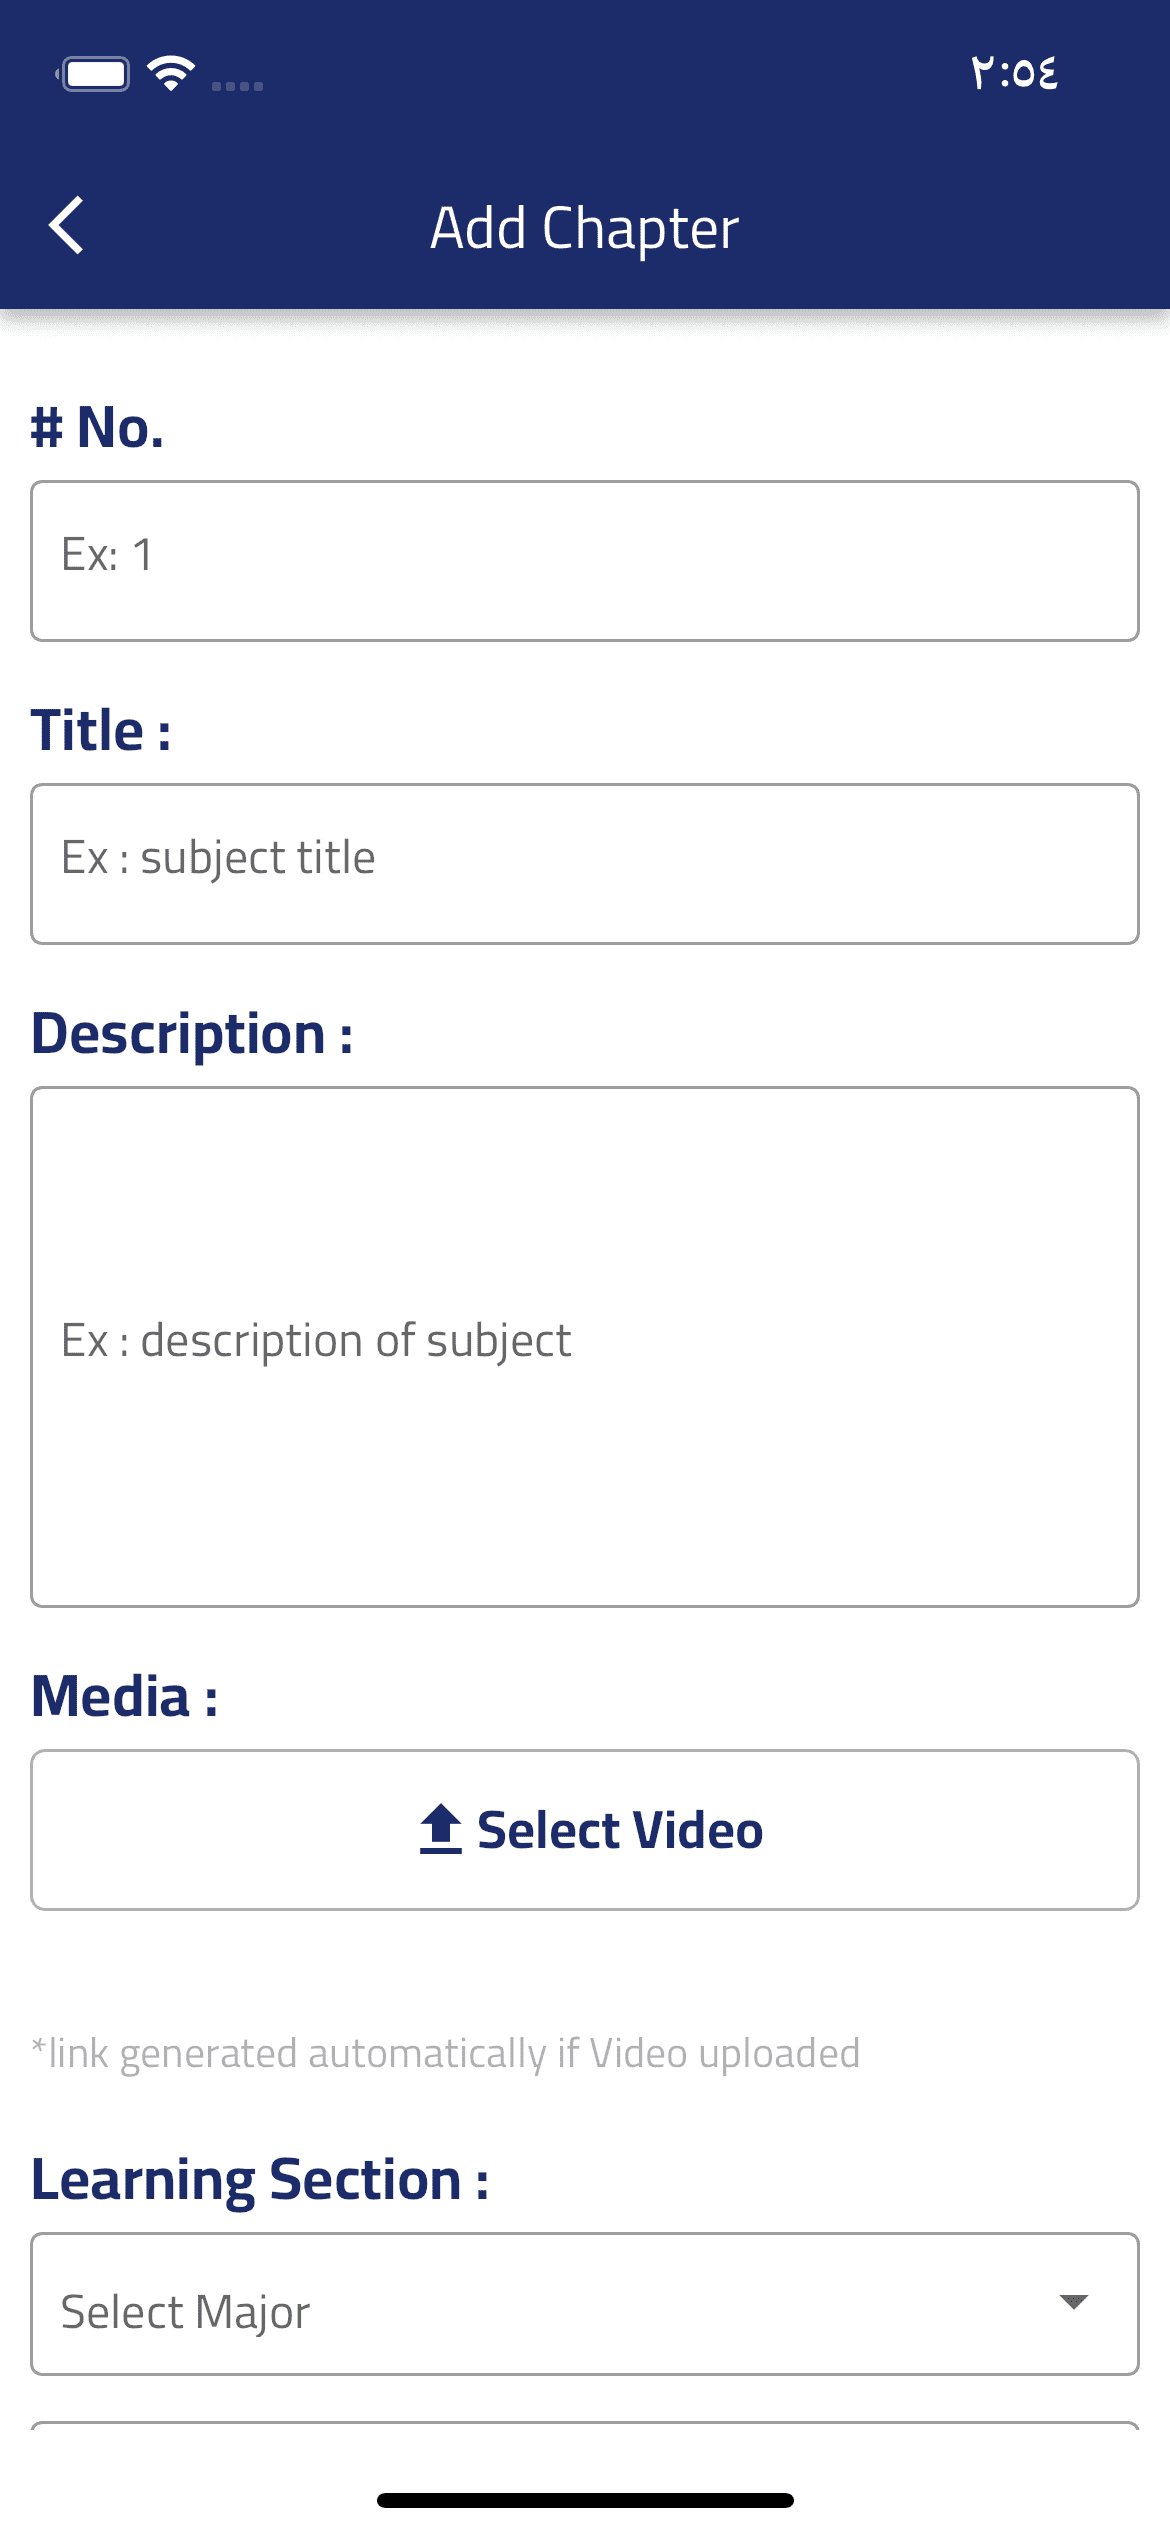 ٢:٥٤
Add Chapter
# No.
Ex: 1
Title :
Ex : subject title
Description :
Ex : description of subject
Media :
Select Video
*link generated automatically if Video uploaded
Learning Section :
Select Major